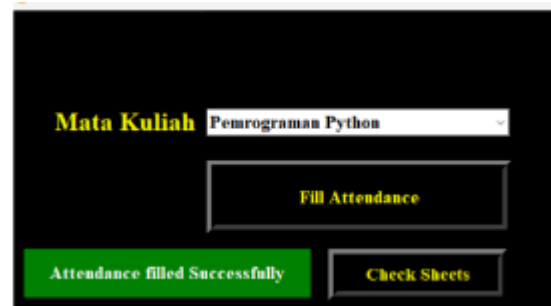 Mata Kuliah Pemrograman Python
Fill Attendance
Attendance filled Successfully Check Sheets